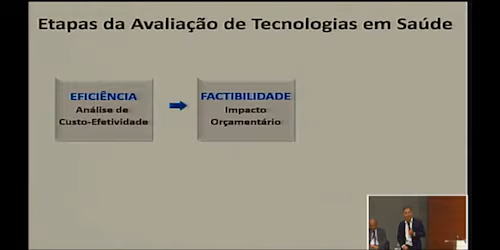 Etapas da Avaliação de Tecnologias em Saúde
EFICIÊNCIA
Análise de
Custo-Efetividade
FACTIBILIDADE
Impacto
Orçamentário